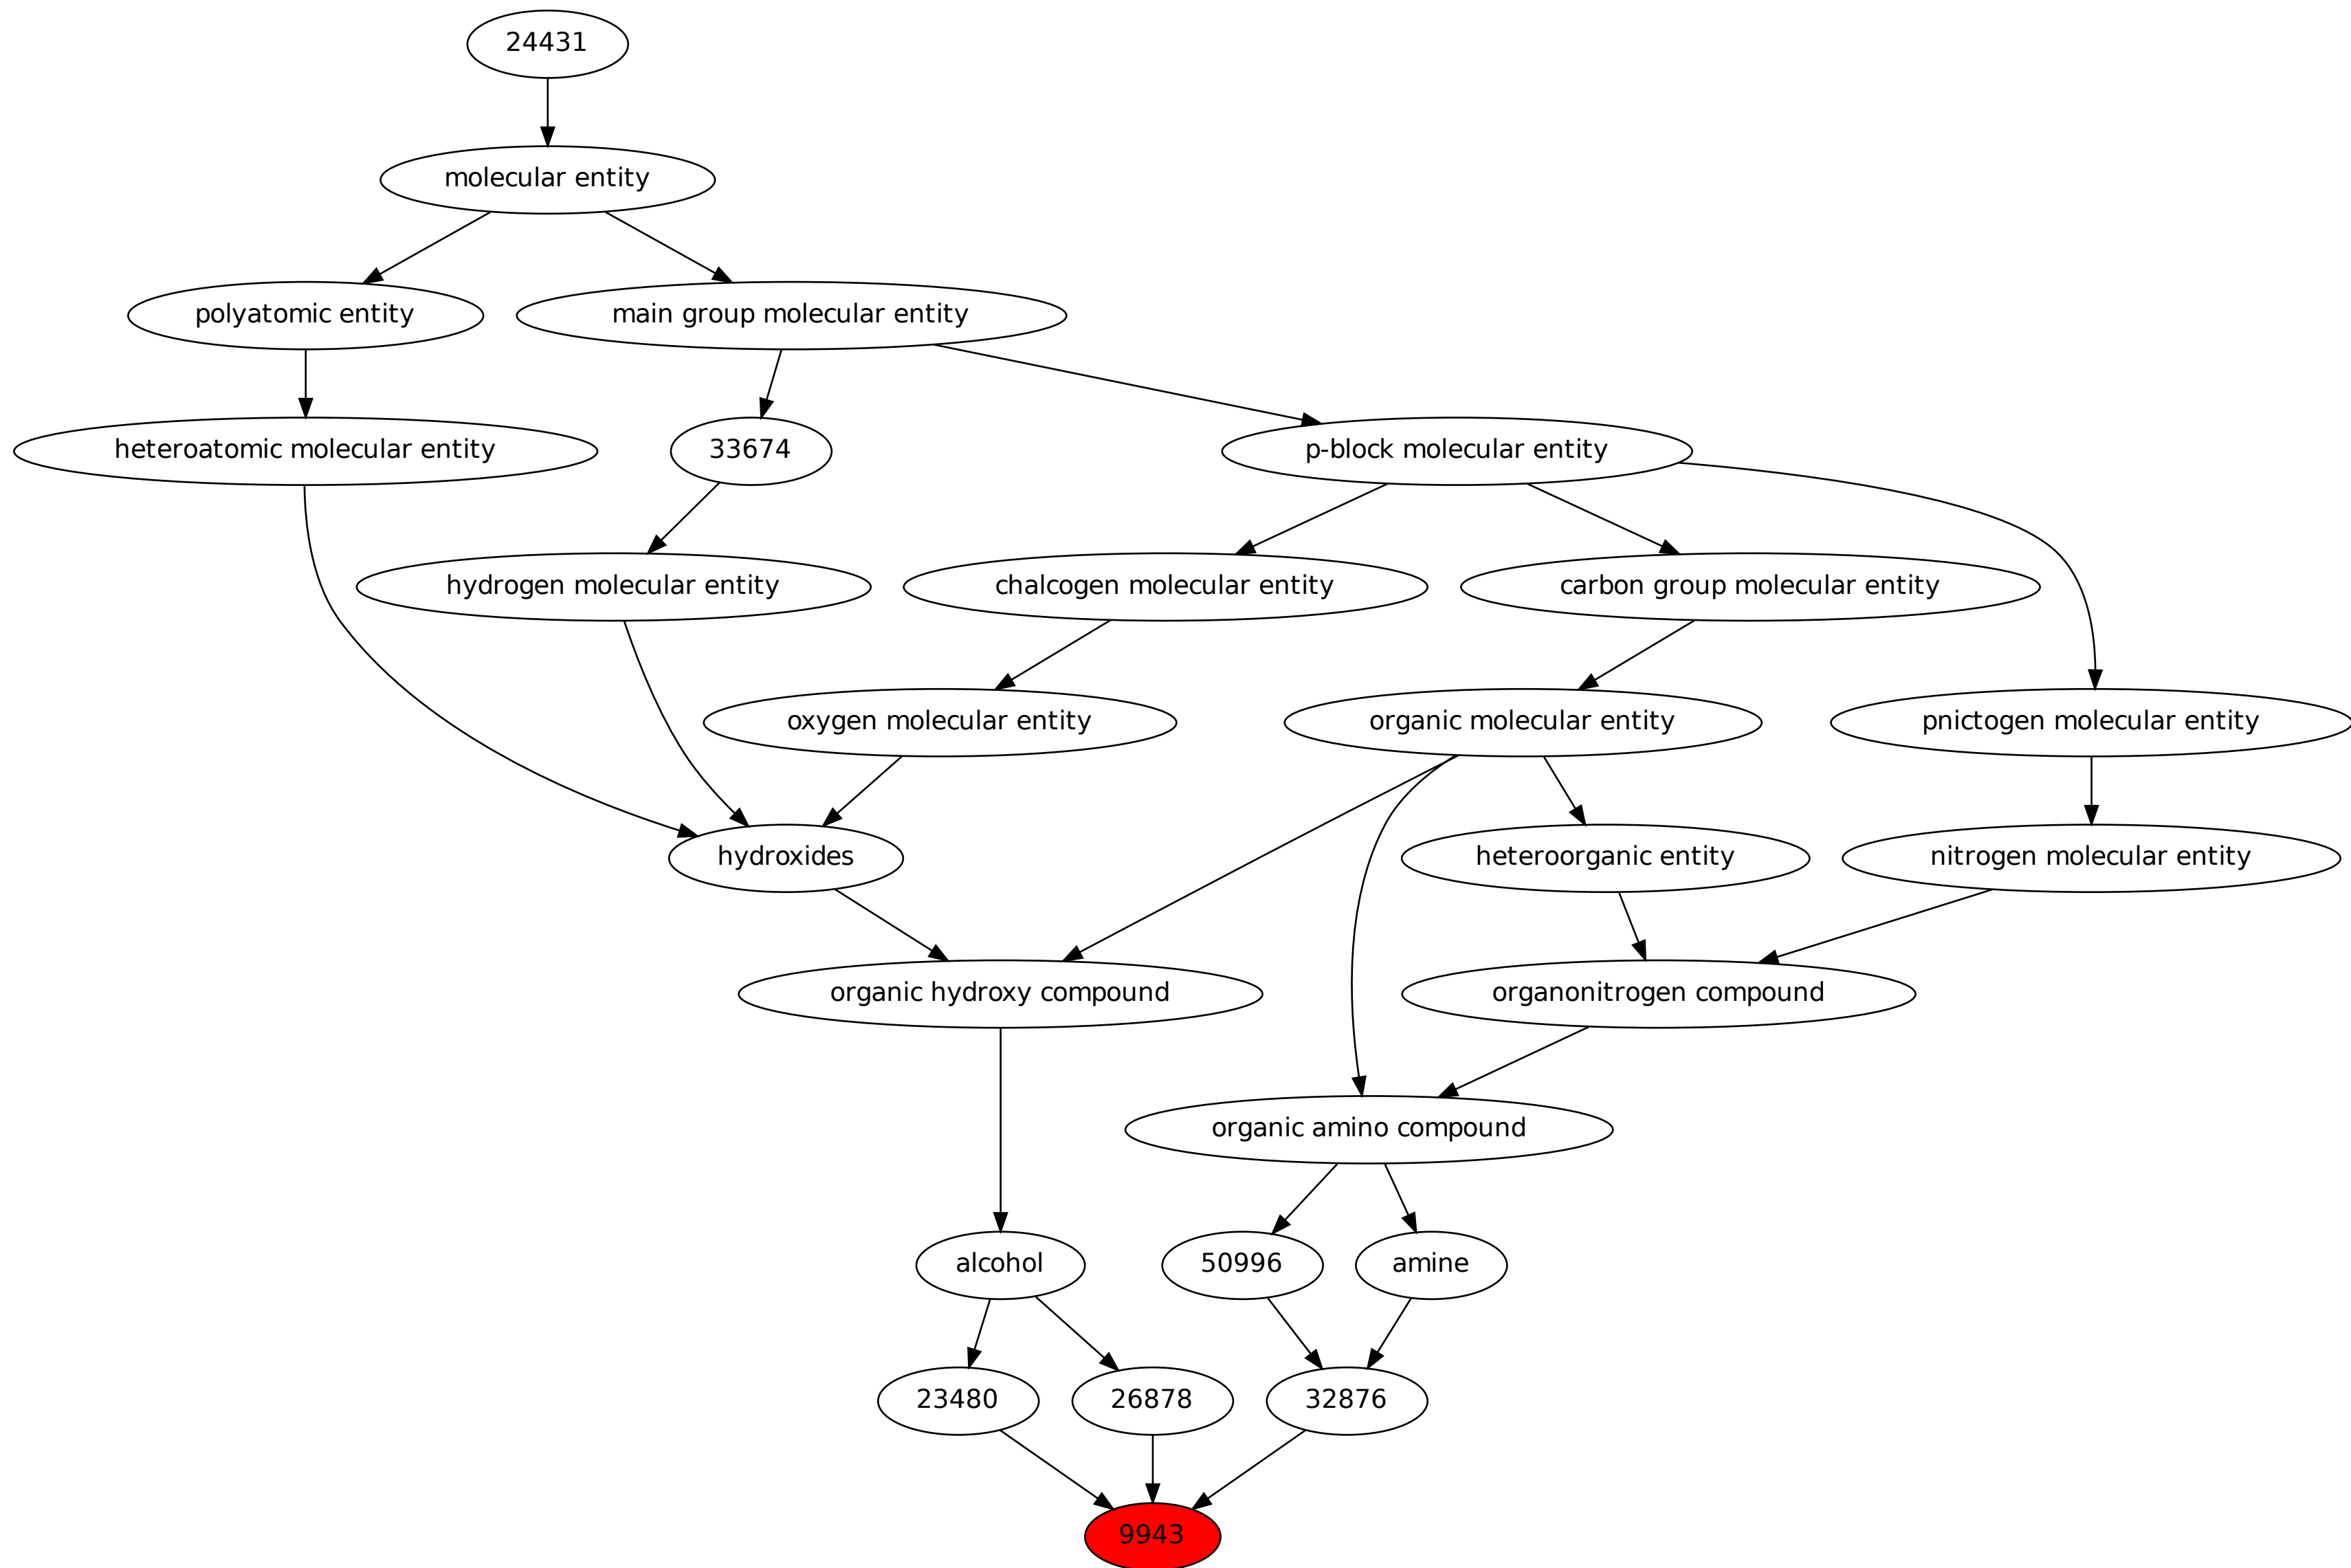 24431
molecular entity
polyatomic entity
main group molecular entity
heteroatomic molecular entity
33674
p-block molecular entity
hydrogen molecular entity
chalcogen molecular entity
carbon group molecular entity
oxygen molecular entity
organic molecular entity
pnictogen molecular entity
hydroxides
heteroorganic entity
nitrogen molecular entity
organic hydroxy compound
organonitrogen compound
organic amino compound
alcohol
50996
amine
23480
26878
32876
9943